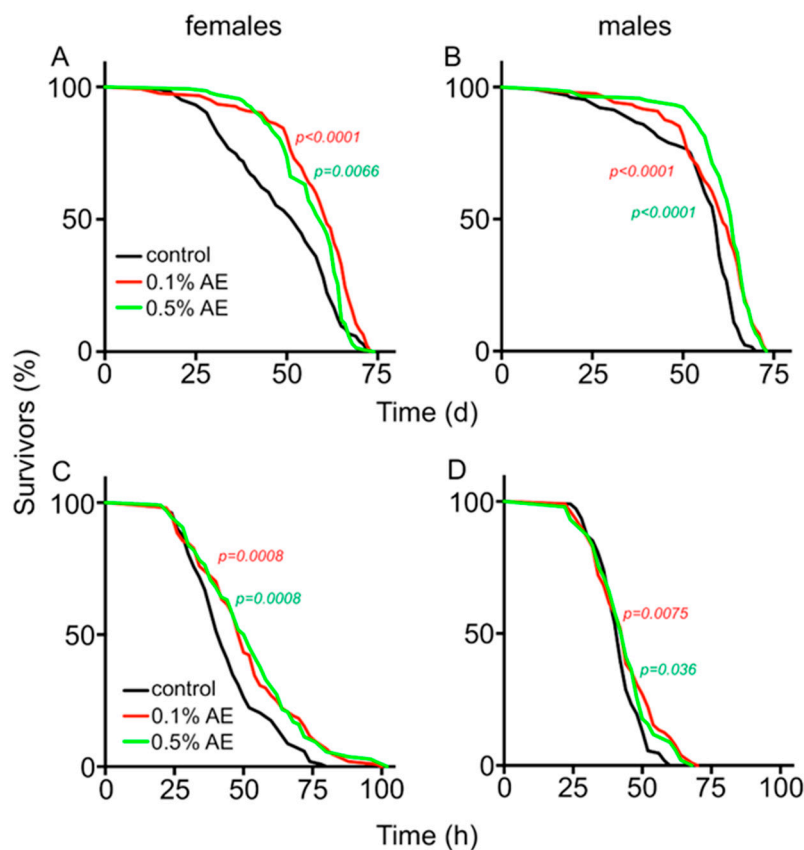 females
males
A
B
100
50
0
p<0.0001
p=0.0066
control
0.1% AE
0.5% AE
0 25 50 75
100
50
0
p<0.0001
p<0.0001
0 25 50 75
Time (d)
Survivors (%)
C
D
100
50
0
p=0.0008
p=0.0008
control
0.1% AE
0.5% AE
0 25 50 75 100
100
50
0
p=0.0075
p=0.036
0 25 50 75 100
Time (h)